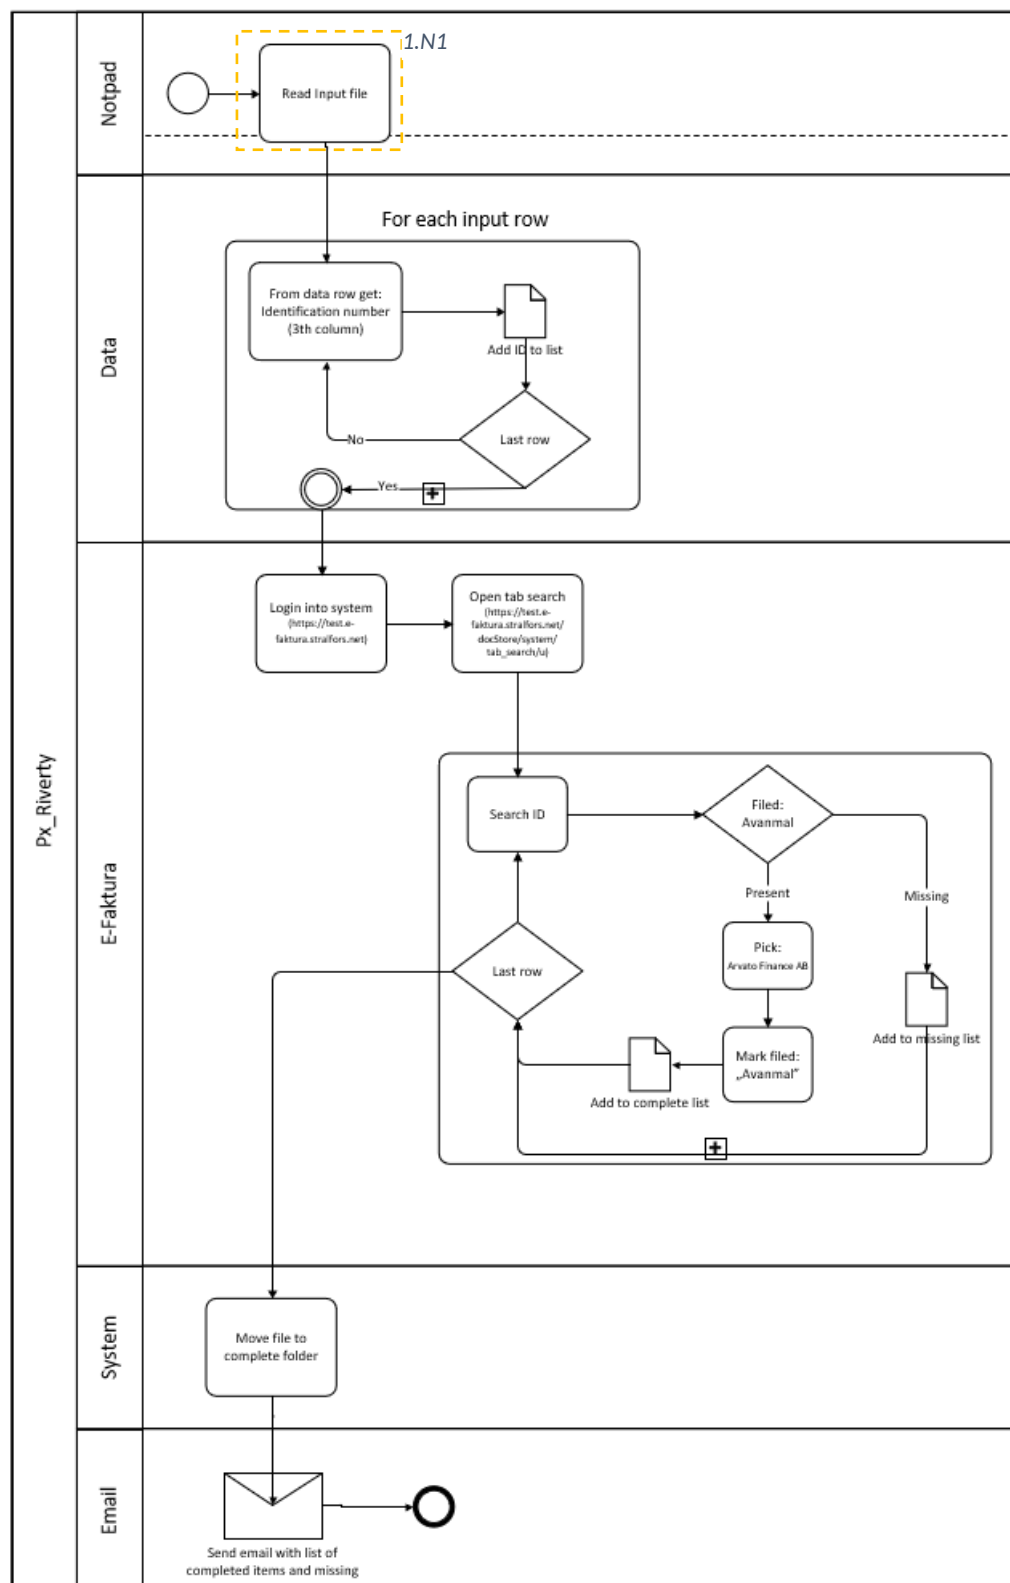 Px_Riverty
Notpad
1.N1
Read Input file
Data
For each input row
From data row get:
Identification number
(3th column)
Add ID to list
Last row
No
Yes
E-Faktura
Login into system
(https://test.e-
faktura.stralfors.net)
Open tab search
(https://test.e-
faktura.stralfors.net/
docStore/system/
tab_search/u)
Search ID
Filed:
Avanmal
Present
Missing
Pick:
Arvato Finance AB
Last row
Mark filed:
„Avanmal”
Add to missing list
Add to complete list
System
Move file to
complete folder
Email
Send email with list of
completed items and missing